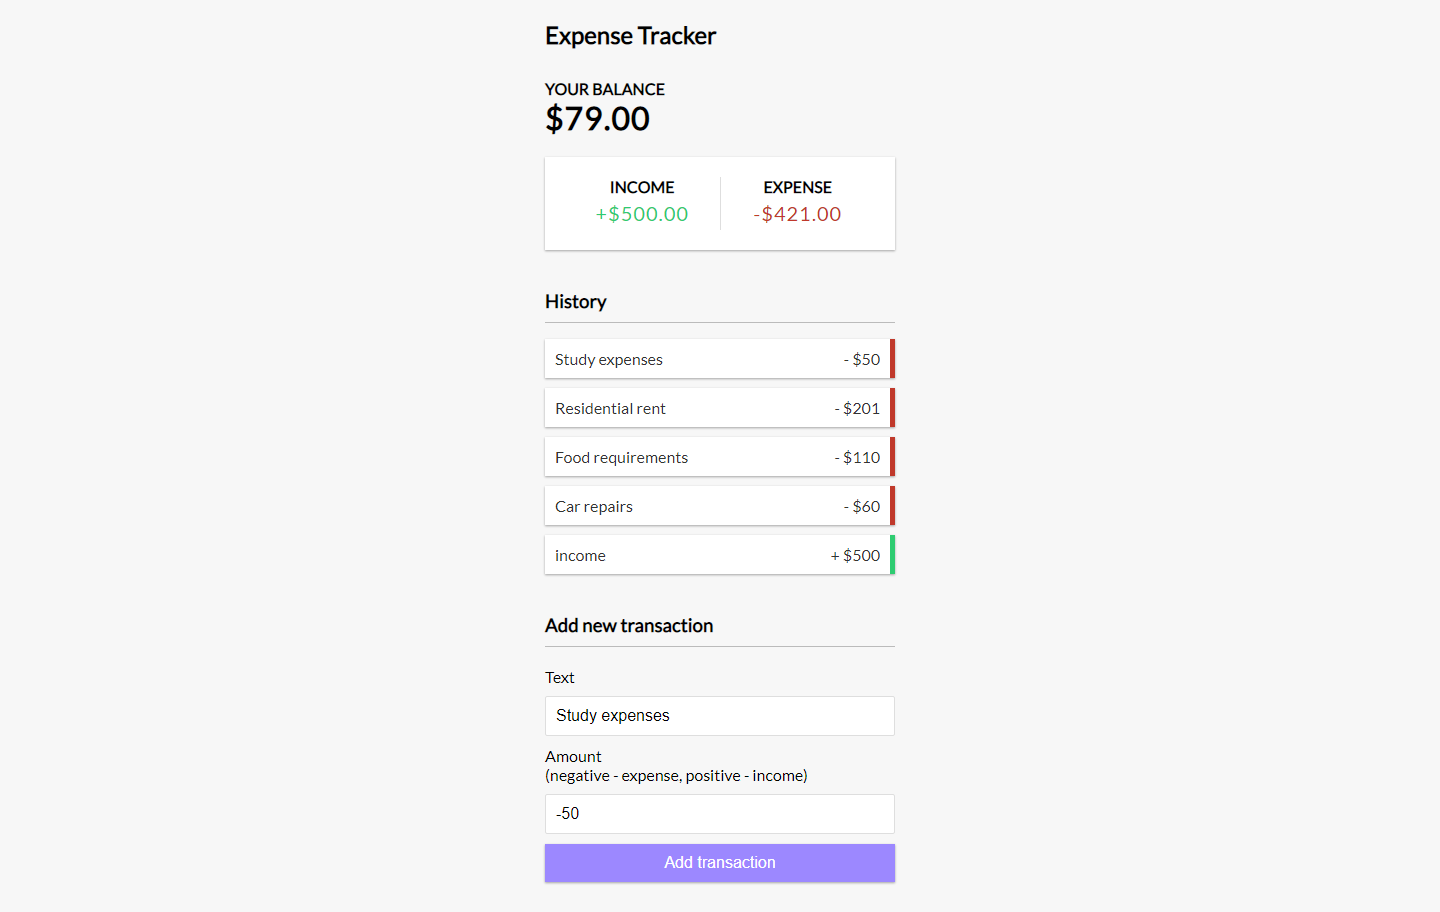 Expense Tracker
YOUR BALANCE
$79.00
INCOME EXPENSE
+$500.00 -$421.00
History
Study expenses - $50
Residential rent - $201
Food requirements - $110
Car repairs - $60
income + $500
Add new transaction
Text
Study expenses
Amount
(negative - expense, positive - income)
-50
Add transaction